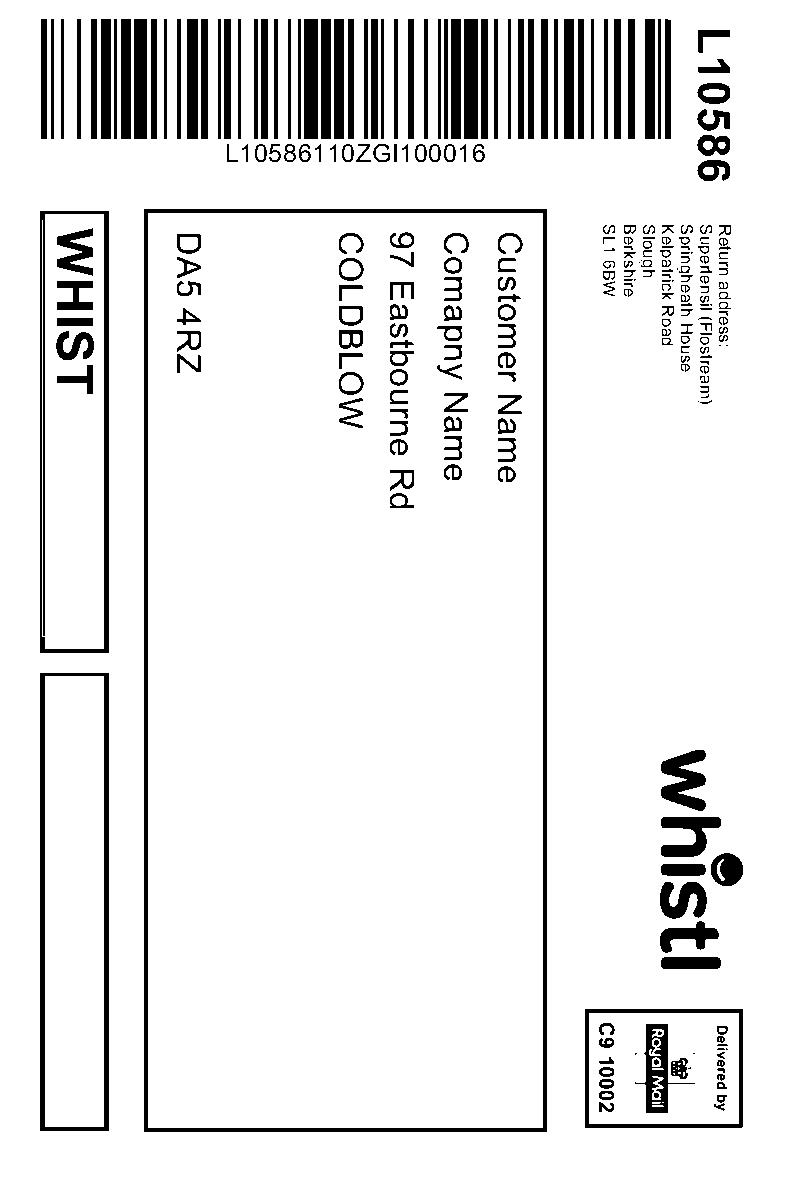 L10586
L10586110ZGI100016
Return address:
Superfensil (Flostream)
Springheath House
Kelpatrick Road
Slough
Berkshire
SL1 6BW
whistl
Delivered by
Royal Mail
C9 10002
Customer Name
Comapny Name
97 Eastbourne Rd
COLDBLOW
DA5 4RZ
WHIST